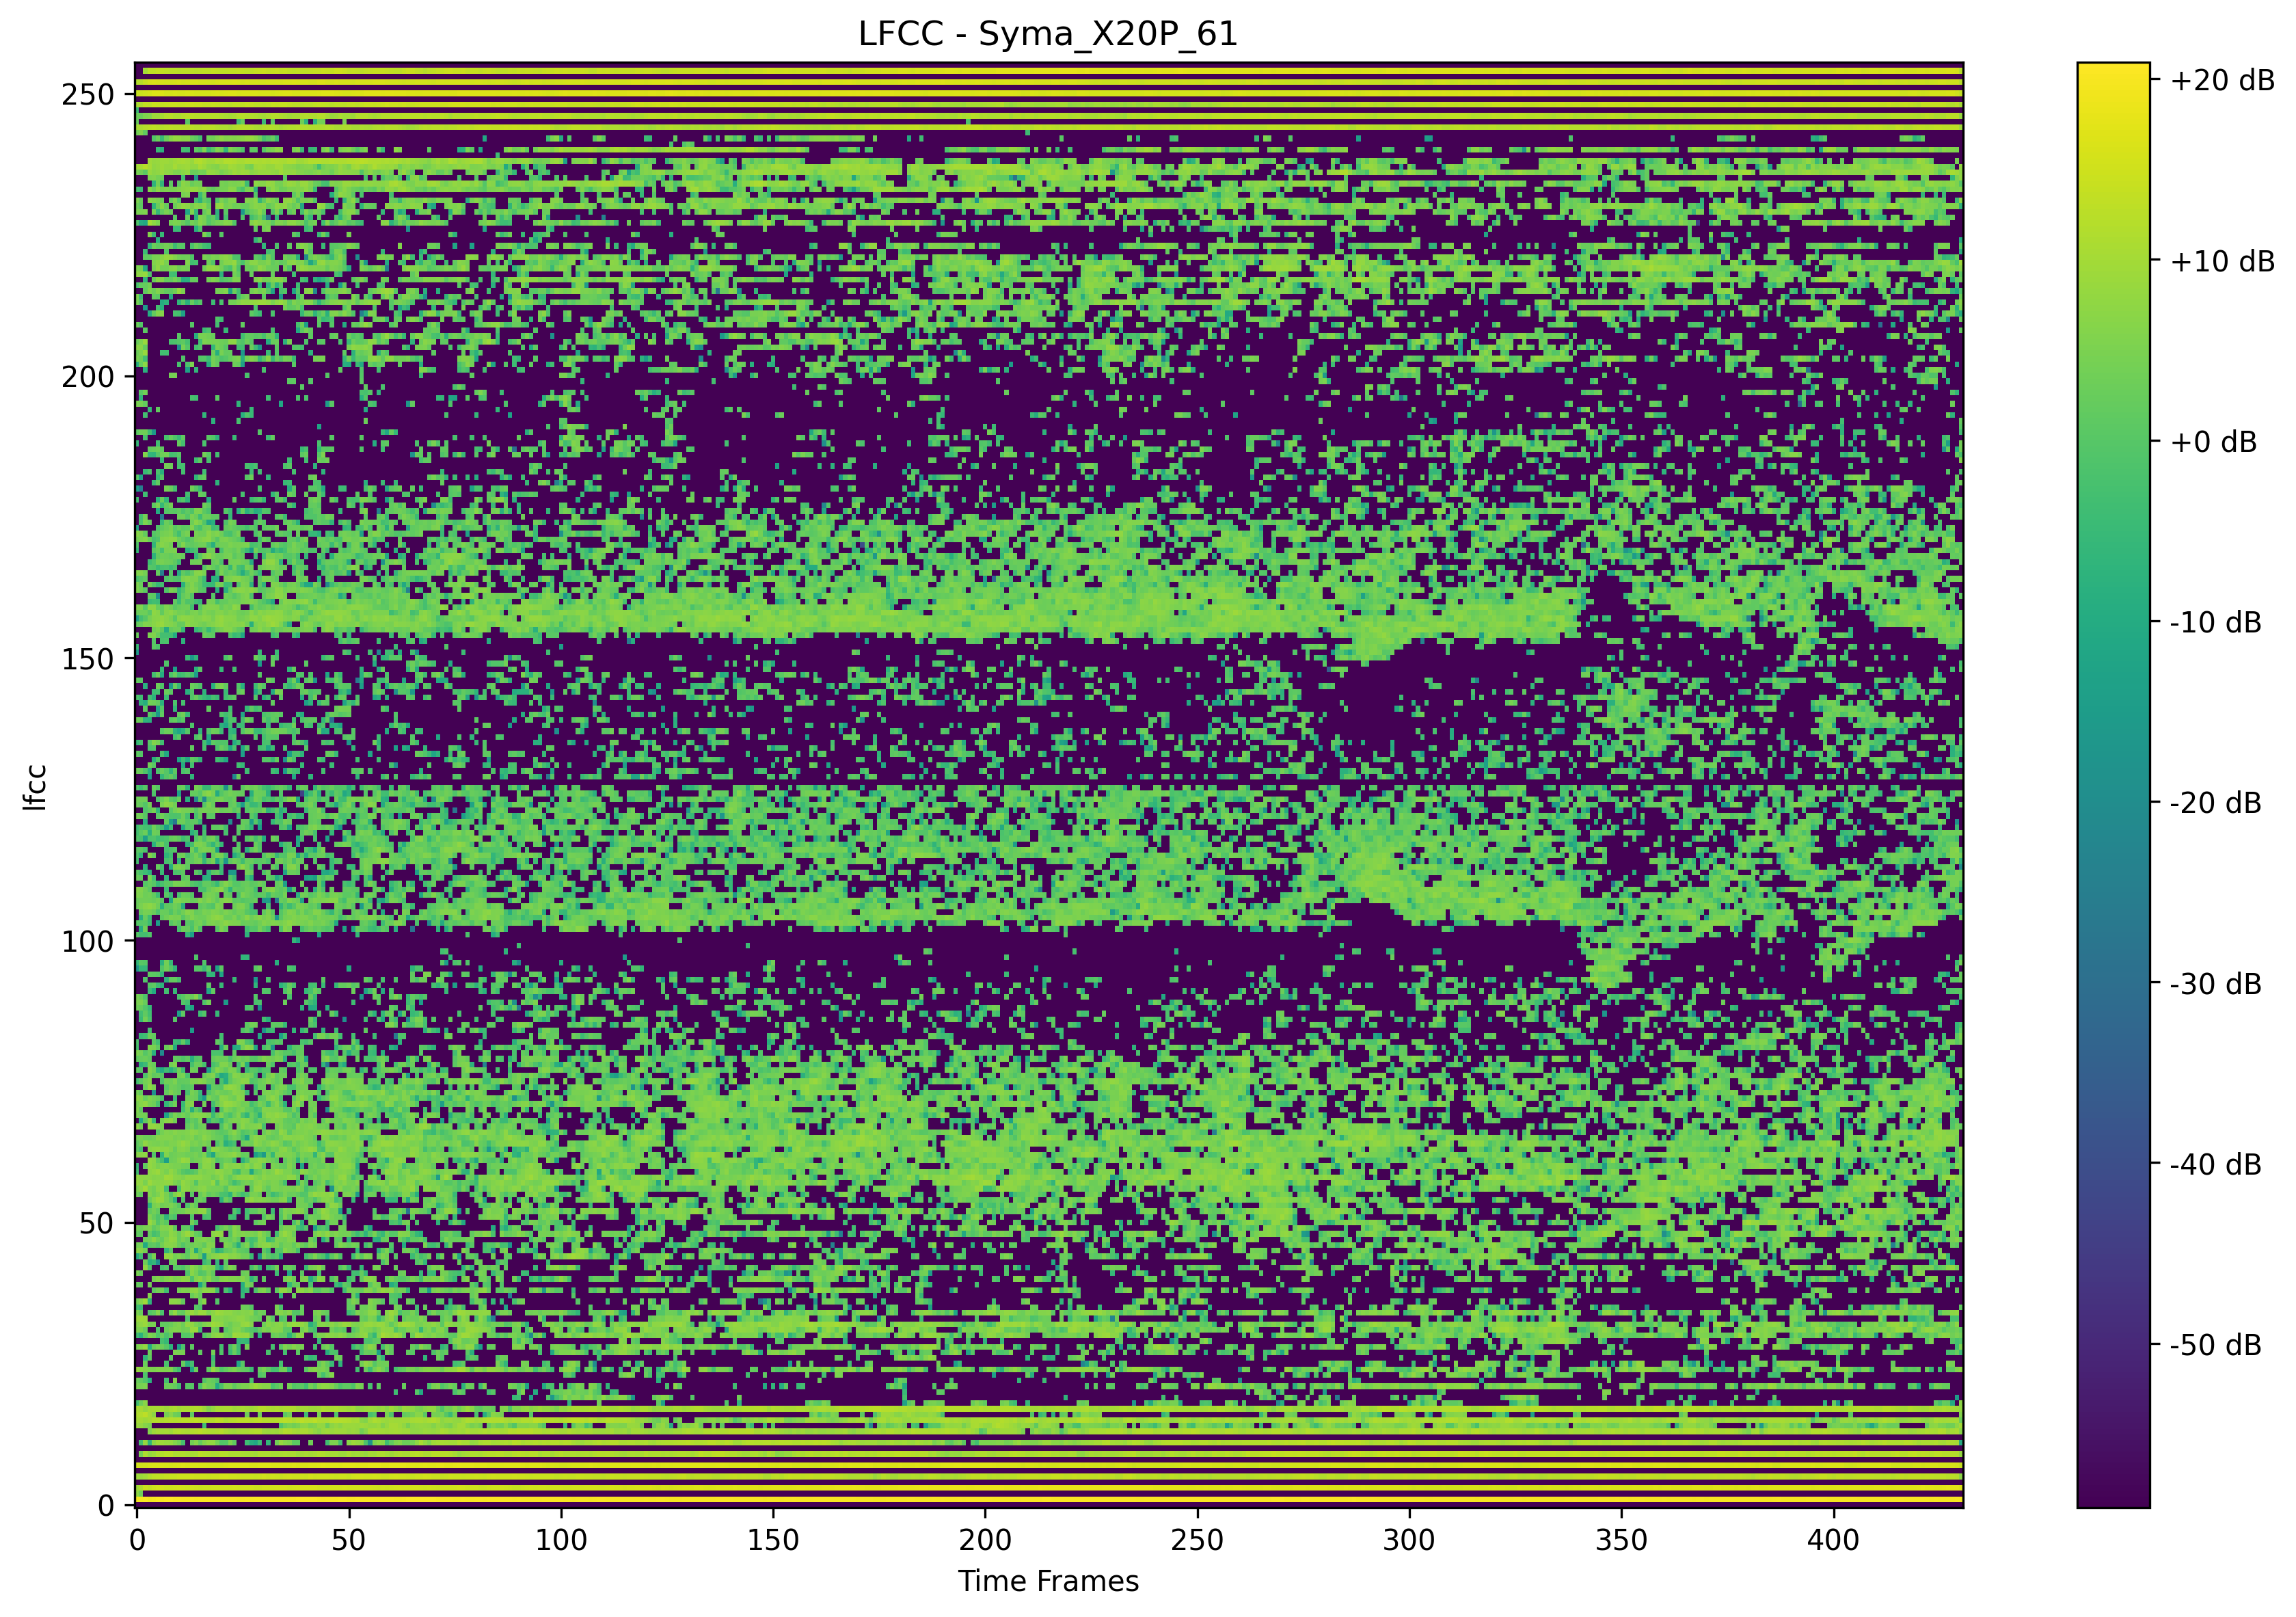 LFCC - Syma_X20P_61
250
200
150
100
50
0
lfcc
0 50 100 150 200 250 300 350 400
Time Frames
+20 dB
+10 dB
+0 dB
-10 dB
-20 dB
-30 dB
-40 dB
-50 dB